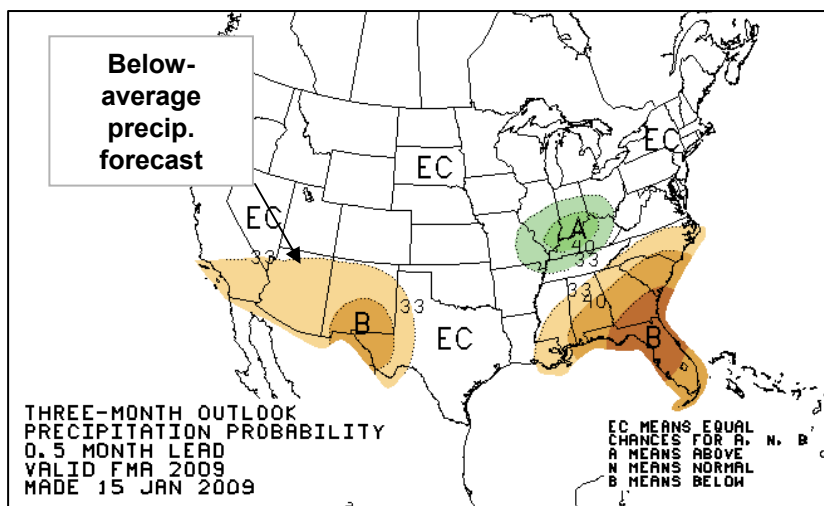 Below-
average
precip.
forecast
EC
EC
EC
A
40
33
33
33
33
40
B
EC
B
THREE-MONTH OUTLOOK
PRECIPITATION PROBABILITY
0.5 MONTH LEAD
VALID FMA 2009
MADE 15 JAN 2009
EC MEANS EQUAL
CHANCES FOR A, N, B
A MEANS ABOVE
N MEANS NORMAL
B MEANS BELOW